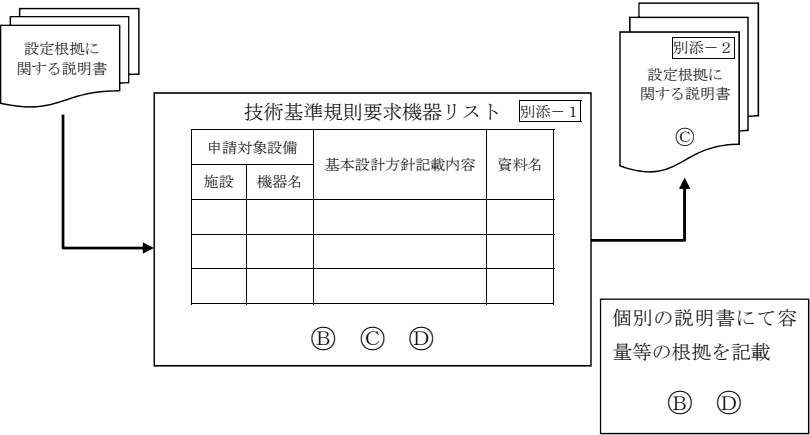 設定根拠に
関する説明書
別添－２
設定根拠に
関する説明書
Ⓒ
技術基準規則要求機器リスト 別添－１
申請対象設備
基本設計方針記載内容
資料名
施設
機器名
Ⓑ Ⓒ Ⓓ
個別の説明書にて容
量等の根拠を記載
Ⓑ Ⓓ